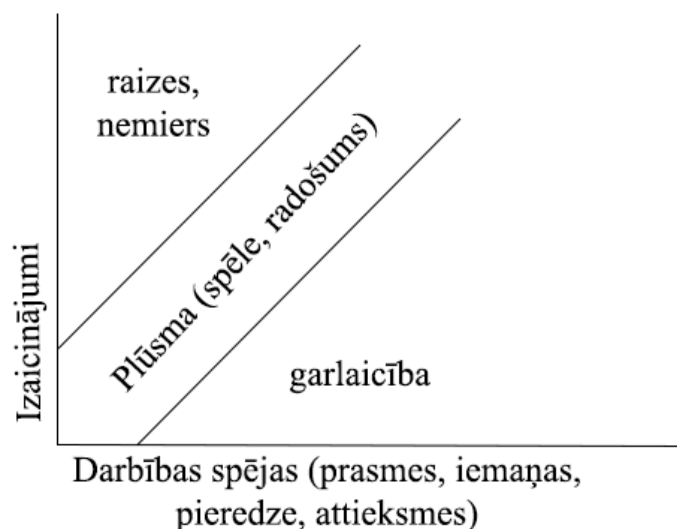 raizes,
nemiers
Plūsma (spēle, radošums)
Izaicinājumi
garlaicība
Darbības spējas (prasmes, iemaņas,
pieredze, attieksmes)